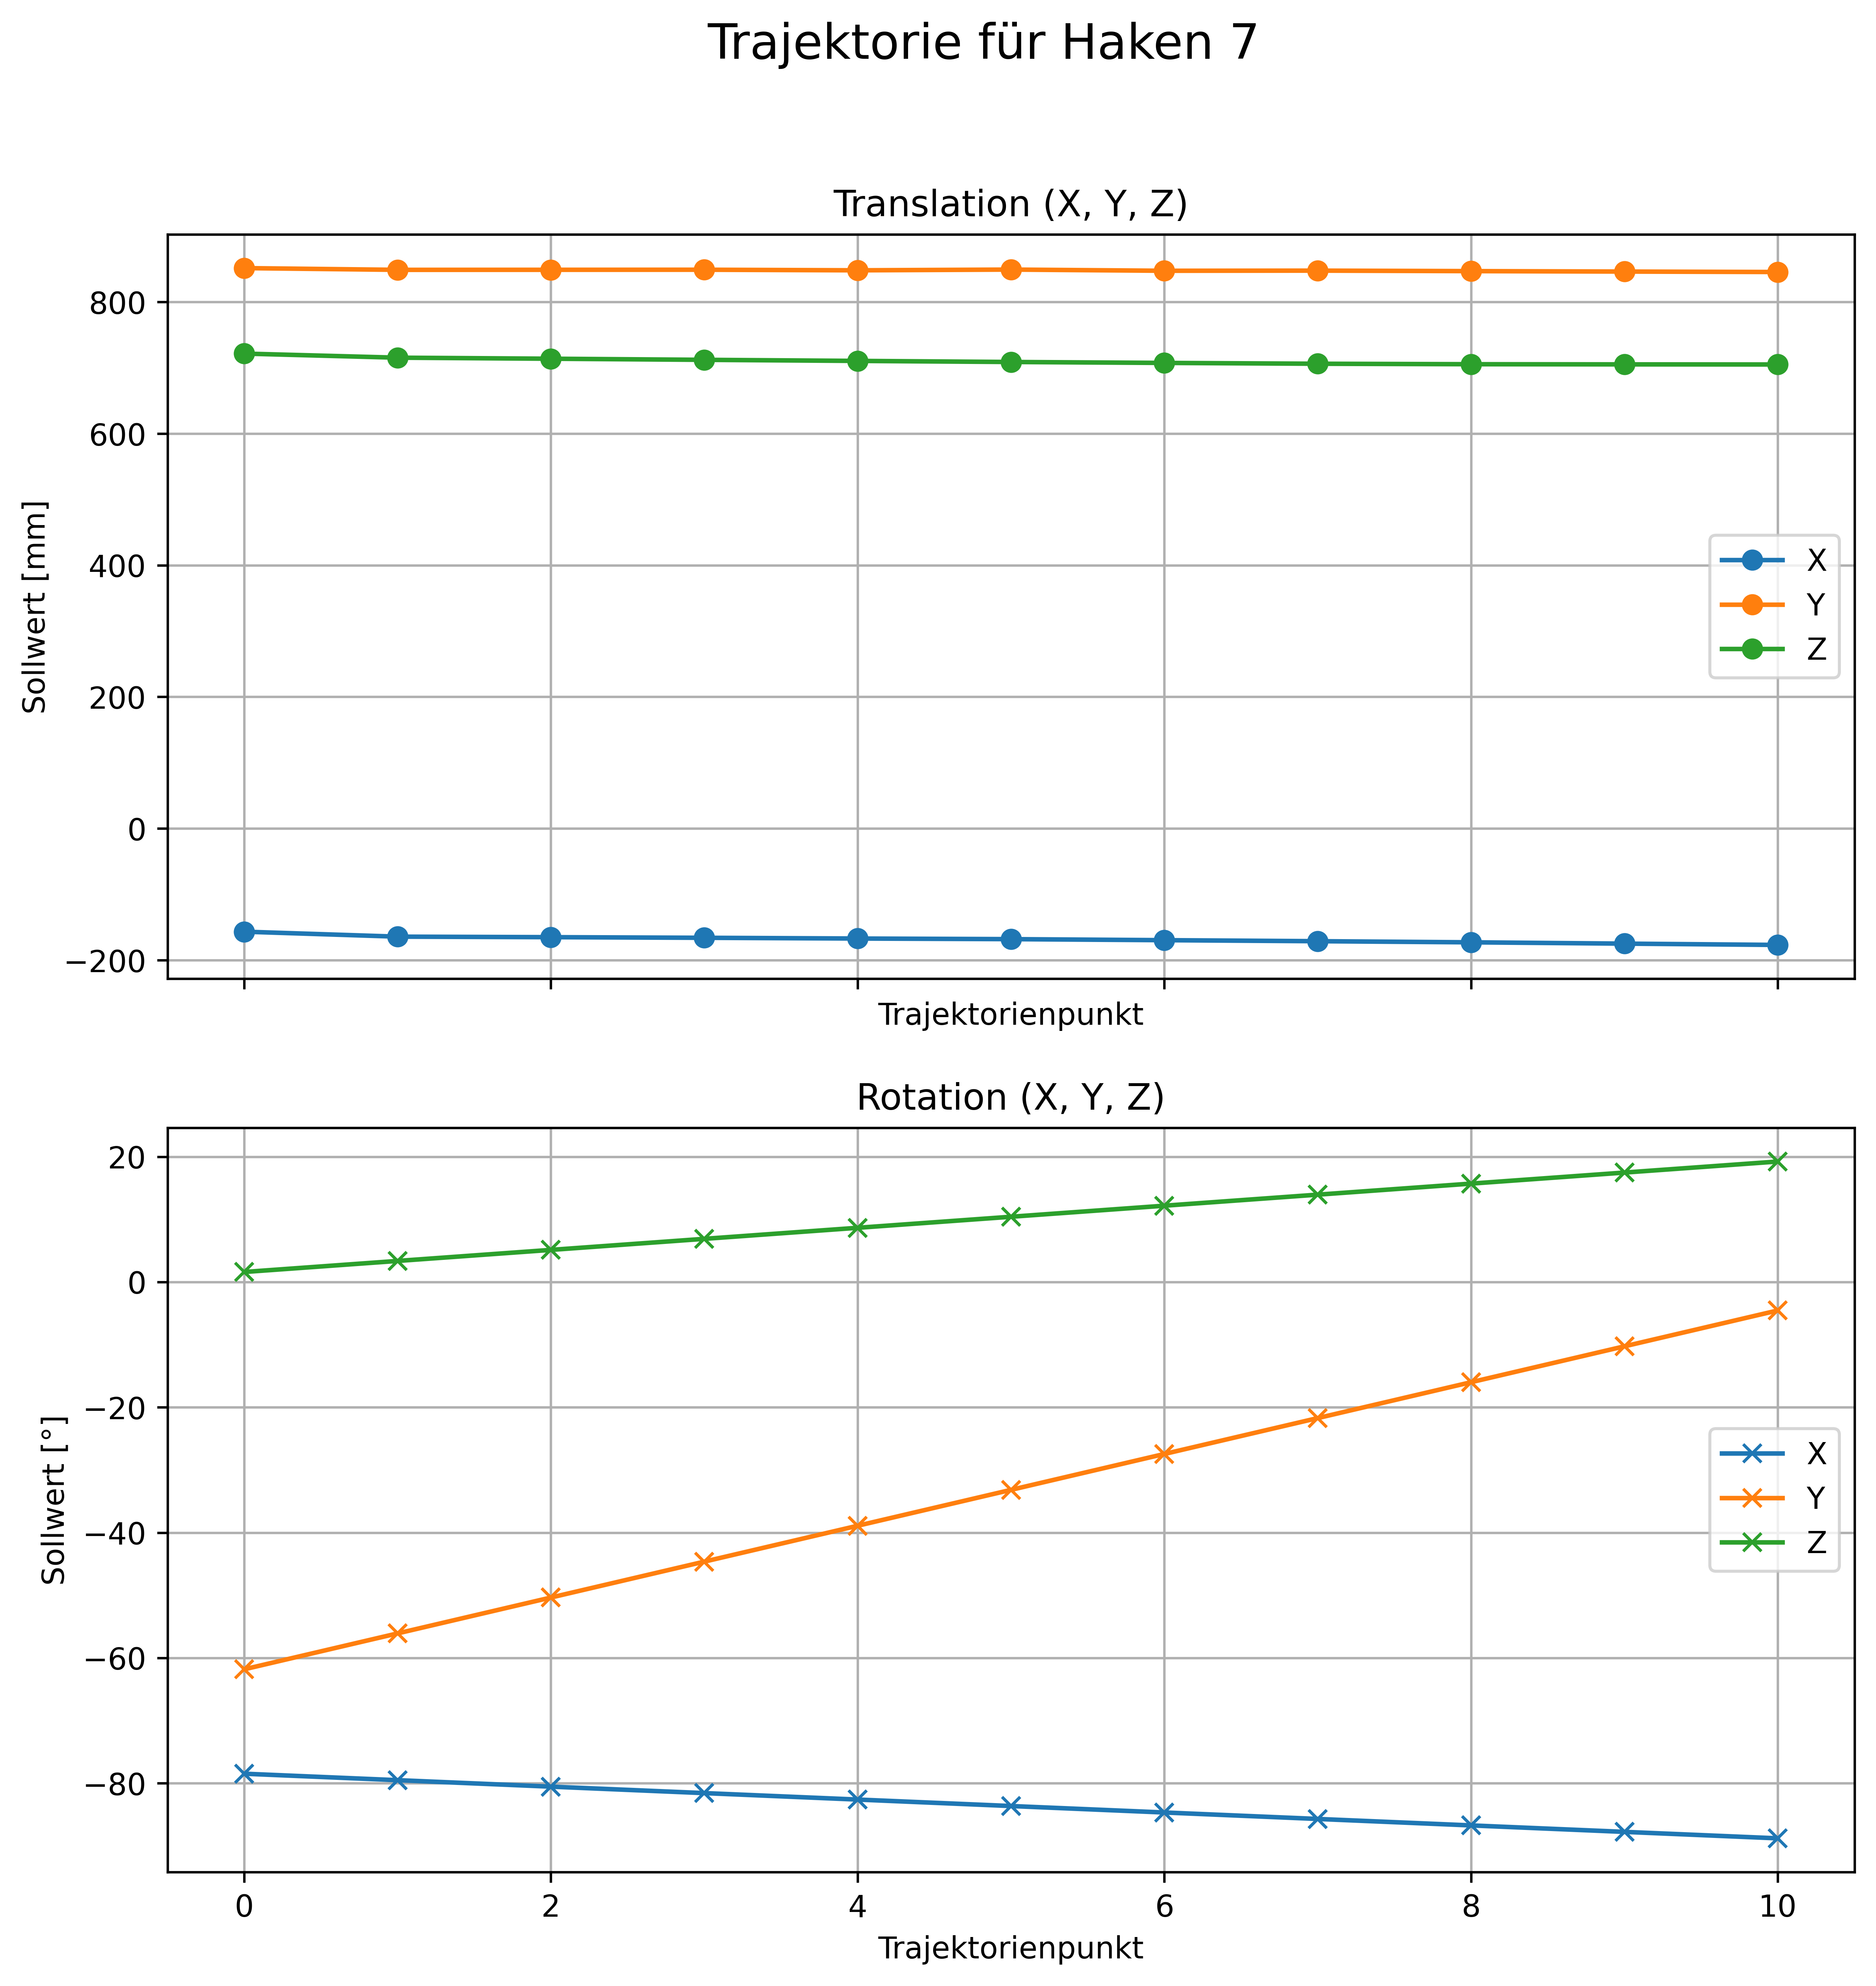 Trajektorie für Haken 7
Translation (X, Y, Z)
Sollwert [mm]
800
600
400
200
0
−200
X
Y
Z
Trajektorienpunkt
Rotation (X, Y, Z)
Sollwert [°]
20
0
−20
−40
−60
−80
X
Y
Z
0 2 4 6 8 10
Trajektorienpunkt